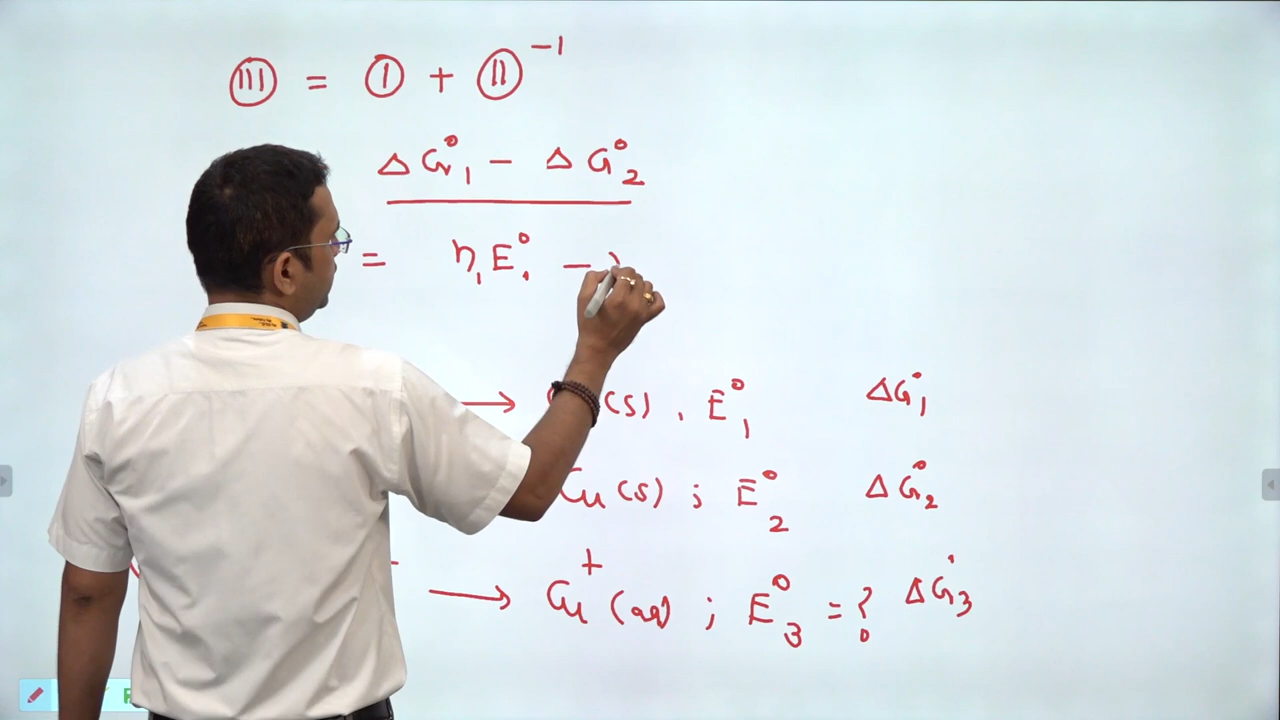 III = I + II⁻¹
ΔG°₁ - ΔG°₂
= n₁E°₁ -
→ (s), E°₁ ΔG°₁
Cu(s) ; E°₂ ΔG°₂
→ Cu⁺(aq) ; E°₃ = ? ΔG°₃